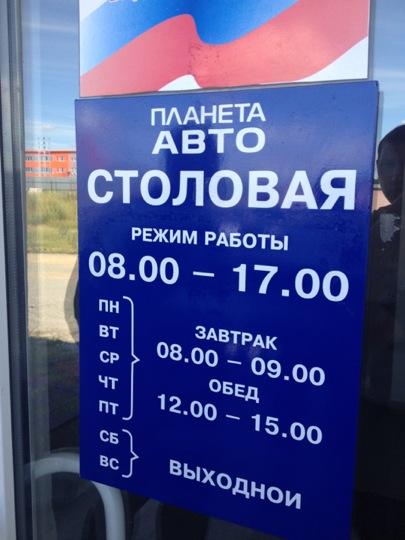 ПЛАНЕТА
АВТО
СТОЛОВАЯ
РЕЖИМ РАБОТЫ
08.00 – 17.00
ПН
ВТ
СР
ЧТ
ПТ
ЗАВТРАК
08.00 – 09.00
ОБЕД
12.00 – 15.00
СБ
ВС
ВЫХОДНОЙ